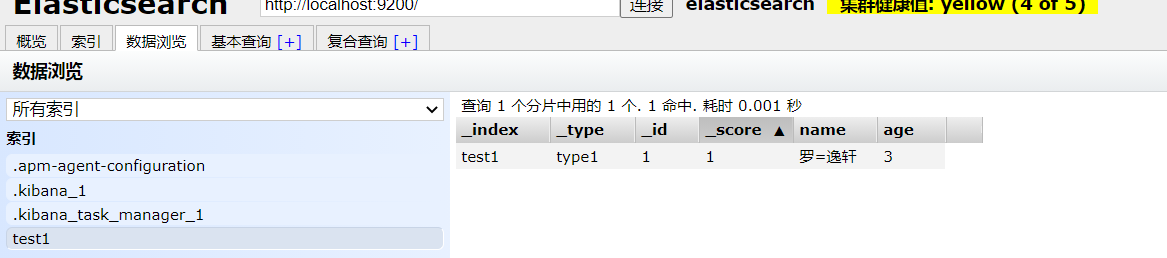 Elasticsearch http://localhost:9200/ 连接 elasticsearch 集群健康值: yellow (4 of 5)
概览 索引 数据浏览 基本查询 [+] 复合查询 [+]
数据浏览
所有索引
索引
.apm-agent-configuration
.kibana_1
.kibana_task_manager_1
test1
查询 1 个分片中用的 1 个. 1 命中. 耗时 0.001 秒
_index _type _id _score ▲ name age
test1 type1 1 1 罗=逸轩 3